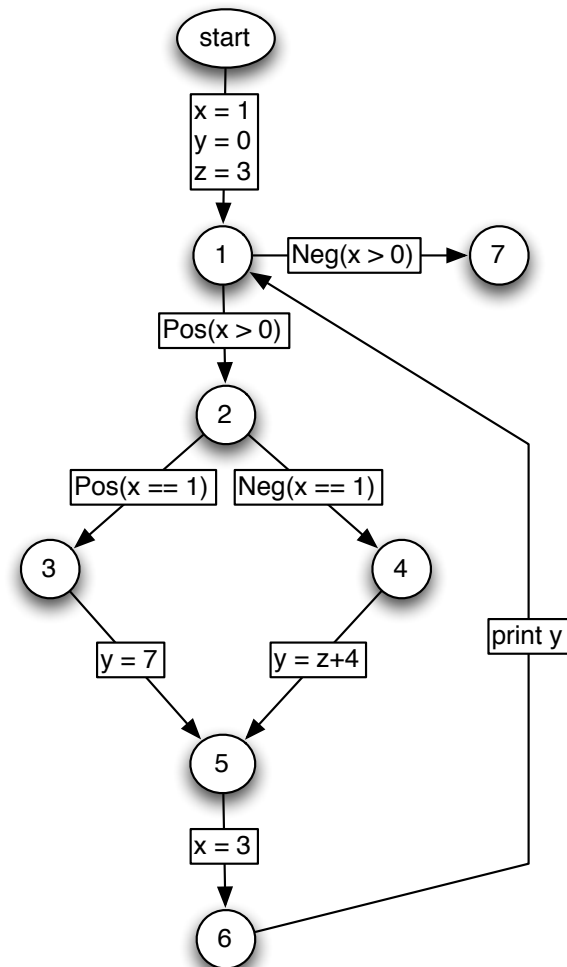 start
x = 1
y = 0
z = 3
1
Neg(x > 0)
7
Pos(x > 0)
2
Pos(x == 1)
Neg(x == 1)
3
4
print y
y = 7
y = z+4
5
x = 3
6